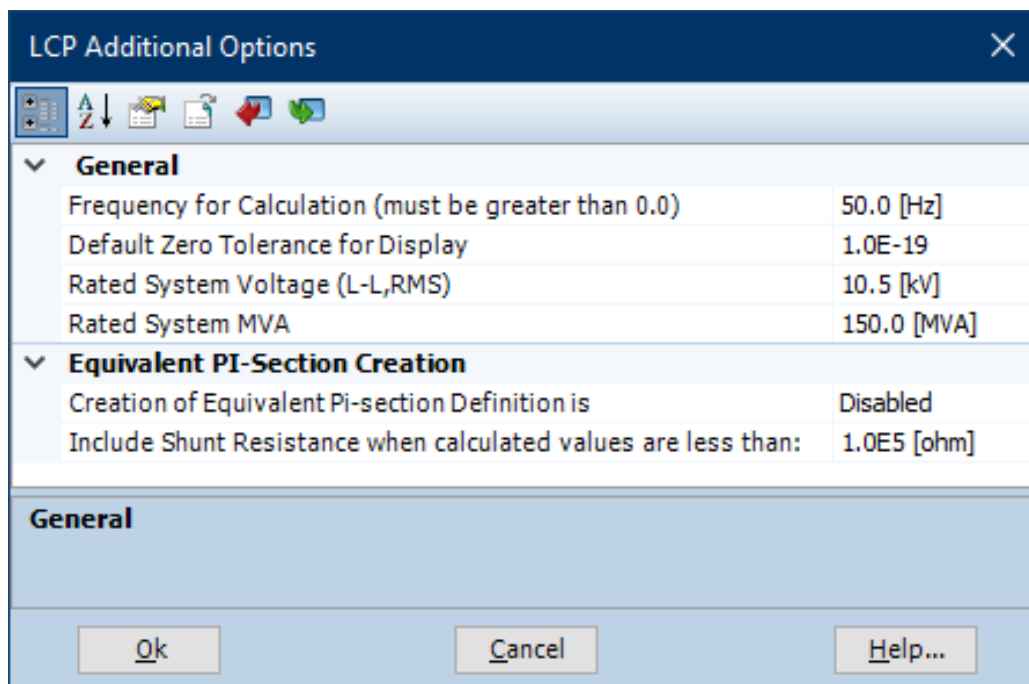 LCP Additional Options
General
Frequency for Calculation (must be greater than 0.0) 50.0 [Hz]
Default Zero Tolerance for Display 1.0E-19
Rated System Voltage (L-L,RMS) 10.5 [kV]
Rated System MVA 150.0 [MVA]
Equivalent PI-Section Creation
Creation of Equivalent Pi-section Definition is Disabled
Include Shunt Resistance when calculated values are less than: 1.0E5 [ohm]
General
Ok Cancel Help...